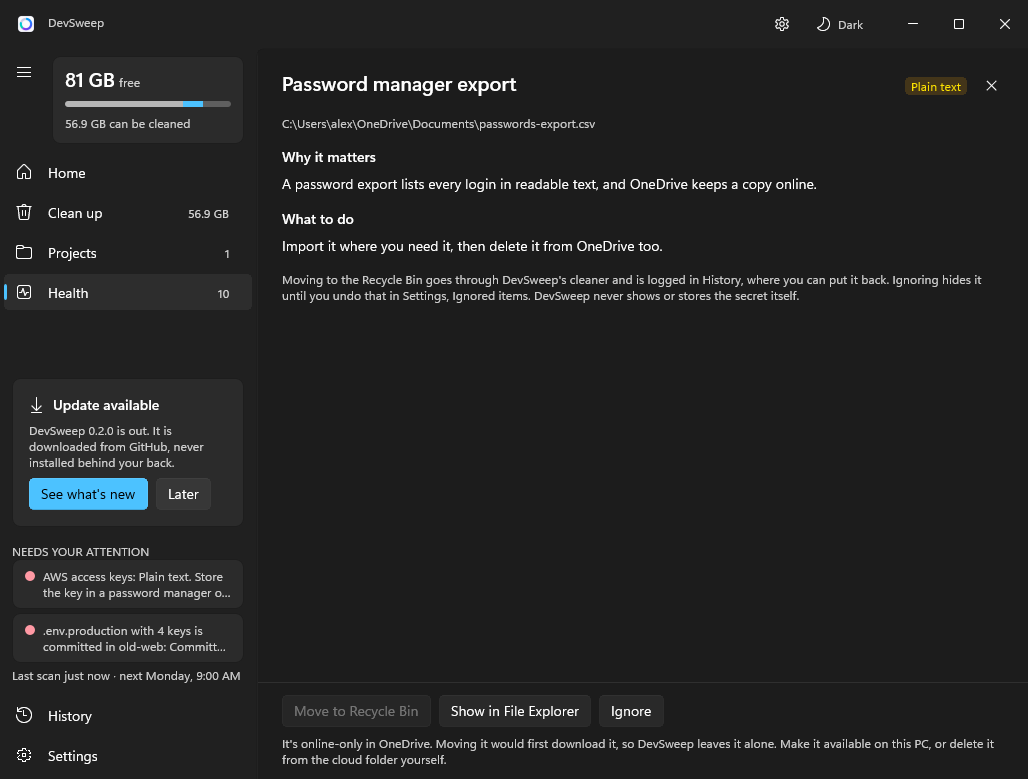 DevSweep
Dark
81 GB free
56.9 GB can be cleaned
Home
Clean up 56.9 GB
Projects 1
Health 10
Update available
DevSweep 0.2.0 is out. It is
downloaded from GitHub, never
installed behind your back.
See what's new
Later
NEEDS YOUR ATTENTION
AWS access keys: Plain text. Store
the key in a password manager o...
.env.production with 4 keys is
committed in old-web: Committ...
Last scan just now · next Monday, 9:00 AM
History
Settings
Password manager export
Plain text
C:\Users\alex\OneDrive\Documents\passwords-export.csv
Why it matters
A password export lists every login in readable text, and OneDrive keeps a copy online.
What to do
Import it where you need it, then delete it from OneDrive too.
Moving to the Recycle Bin goes through DevSweep's cleaner and is logged in History, where you can put it back. Ignoring hides it
until you undo that in Settings, Ignored items. DevSweep never shows or stores the secret itself.
Move to Recycle Bin
Show in File Explorer
Ignore
It's online-only in OneDrive. Moving it would first download it, so DevSweep leaves it alone. Make it available on this PC, or delete it
from the cloud folder yourself.